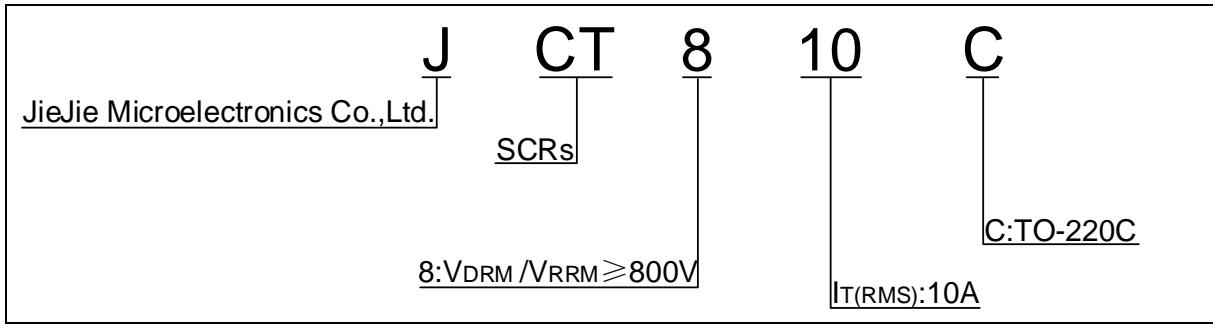 J CT 8 10 C
JieJie Microelectronics Co.,Ltd.
SCRs
C:TO-220C
8:VDRM /VRRM≥800V
IT(RMS):10A